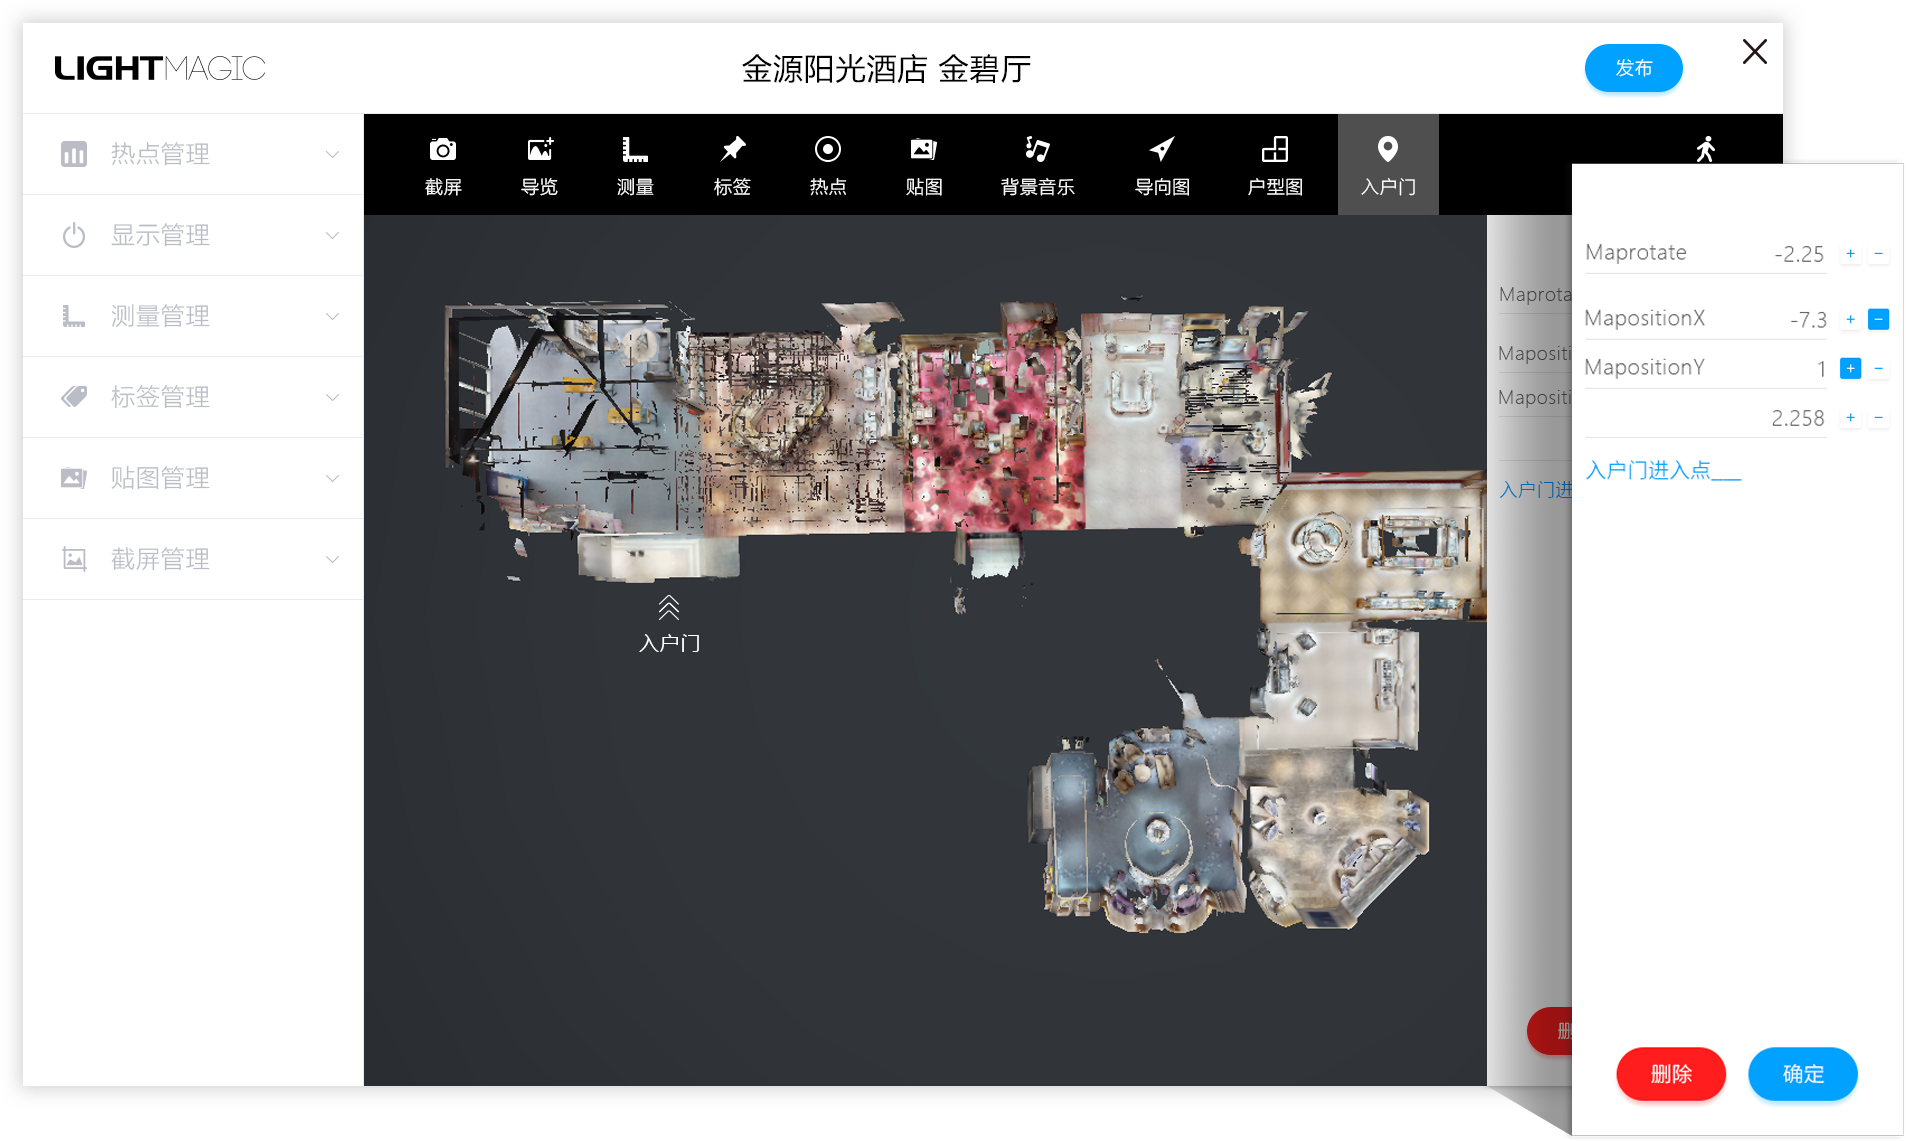 LIGHTMAGIC
金源阳光酒店 金碧厅
发布
热点管理
显示管理
测量管理
标签管理
贴图管理
截屏管理
截屏 导览 测量 标签 热点 贴图 背景音乐 导向图 户型图 入户门
入户门
Maprota
Mapositi
Mapositi
入户门进
删
Maprotate -2.25 + −
MapositionX -7.3 + −
MapositionY 1 + −
2.258 + −
入户门进入点___
删除 确定